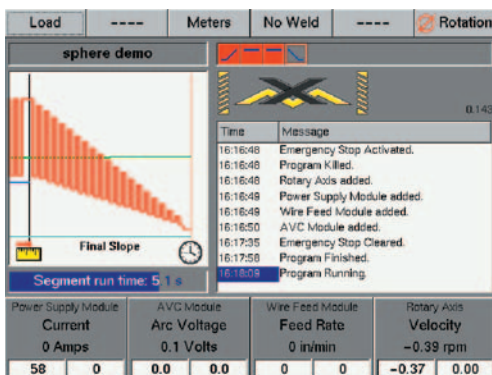 Load ---- Meters No Weld ---- Rotation
sphere demo
0.143
Time Message
16:16:48 Emergency Stop Activated.
16:16:48 Program Killed.
16:16:48 Rotary Axis added.
16:16:49 Power Supply Module added.
16:16:49 Wire Feed Module added.
16:16:50 AVC Module added.
16:17:35 Emergency Stop Cleared.
16:17:58 Program Finished.
16:18:09 Program Running.
Final Slope
Segment run time: 5.1 s
Power Supply Module AVC Module Wire Feed Module Rotary Axis
Current Arc Voltage Feed Rate Velocity
0 Amps 0.1 Volts 0 in/min -0.39 rpm
58 0 0.0 0.0 0 0 -0.37 0.00